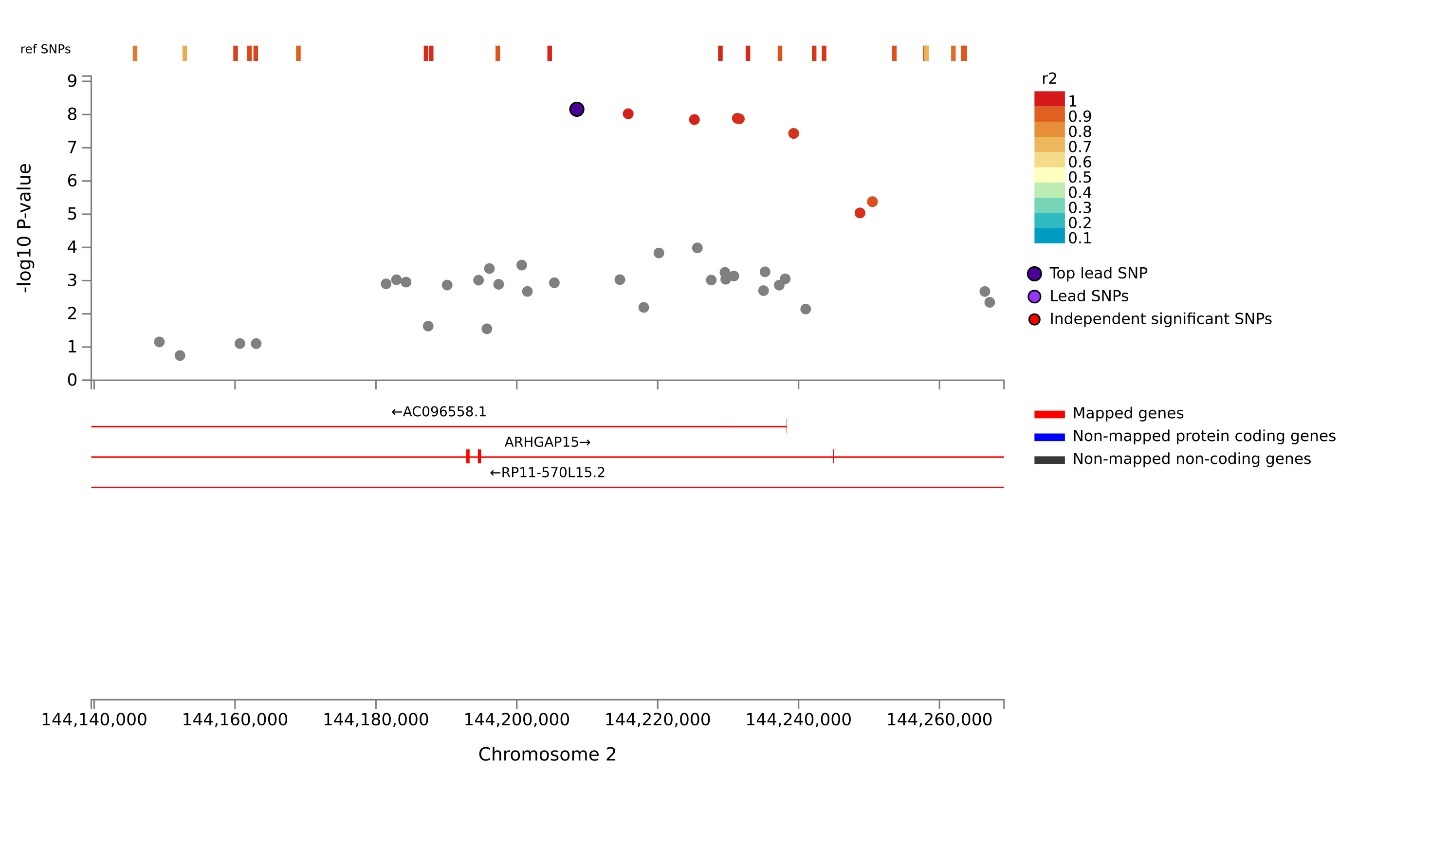 ref SNPs
9
8
7
6
5
4
3
2
1
0
-log10 P-value
r2
1
0.9
0.8
0.7
0.6
0.5
0.4
0.3
0.2
0.1
Top lead SNP
Lead SNPs
Independent significant SNPs
←AC096558.1
ARHGAP15→
←RP11-570L15.2
Mapped genes
Non-mapped protein coding genes
Non-mapped non-coding genes
144,140,000 144,160,000 144,180,000 144,200,000 144,220,000 144,240,000 144,260,000
Chromosome 2